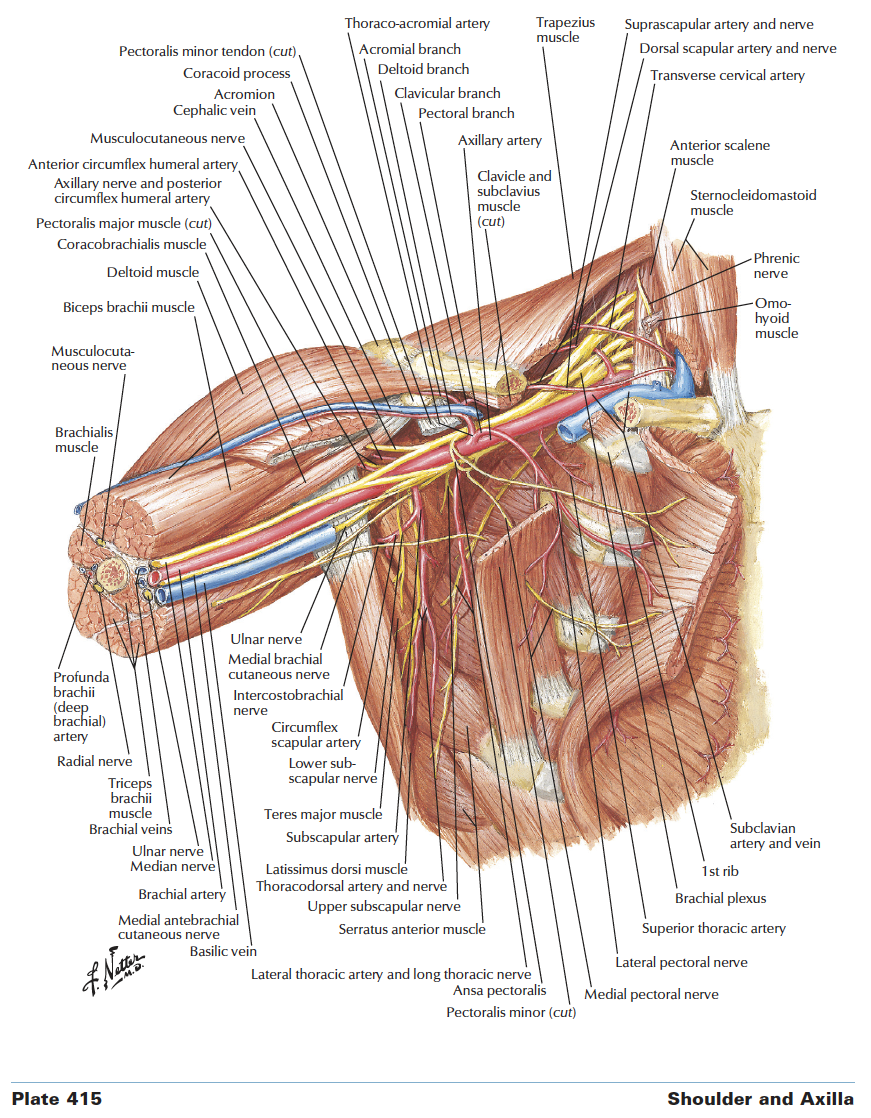 Thoraco-acromial artery
Trapezius
muscle
Suprascapular artery and nerve
Pectoralis minor tendon (cut)
Acromial branch
Dorsal scapular artery and nerve
Coracoid process
Deltoid branch
Transverse cervical artery
Acromion
Clavicular branch
Cephalic vein
Pectoral branch
Musculocutaneous nerve
Axillary artery
Anterior scalene
muscle
Anterior circumflex humeral artery
Clavicle and
subclavius
muscle
(cut)
Axillary nerve and posterior
circumflex humeral artery
Sternocleidomastoid
muscle
Pectoralis major muscle (cut)
Coracobrachialis muscle
Phrenic
nerve
Deltoid muscle
Omo-
hyoid
muscle
Biceps brachii muscle
Musculocuta-
neous nerve
Brachialis
muscle
Ulnar nerve
Medial brachial
cutaneous nerve
Profunda
brachii
(deep
brachial)
artery
Intercostobrachial
nerve
Circumflex
scapular artery
Radial nerve
Lower sub-
scapular nerve
Triceps
brachii
muscle
Teres major muscle
Brachial veins
Subscapular artery
Subclavian
artery and vein
Ulnar nerve
Median nerve
Latissimus dorsi muscle
1st rib
Thoracodorsal artery and nerve
Brachial artery
Upper subscapular nerve
Brachial plexus
Medial antebrachial
cutaneous nerve
Serratus anterior muscle
Superior thoracic artery
Basilic vein
Lateral pectoral nerve
Lateral thoracic artery and long thoracic nerve
Ansa pectoralis
Medial pectoral nerve
Pectoralis minor (cut)
F. Netter
M.D.
Plate 415
Shoulder and Axilla